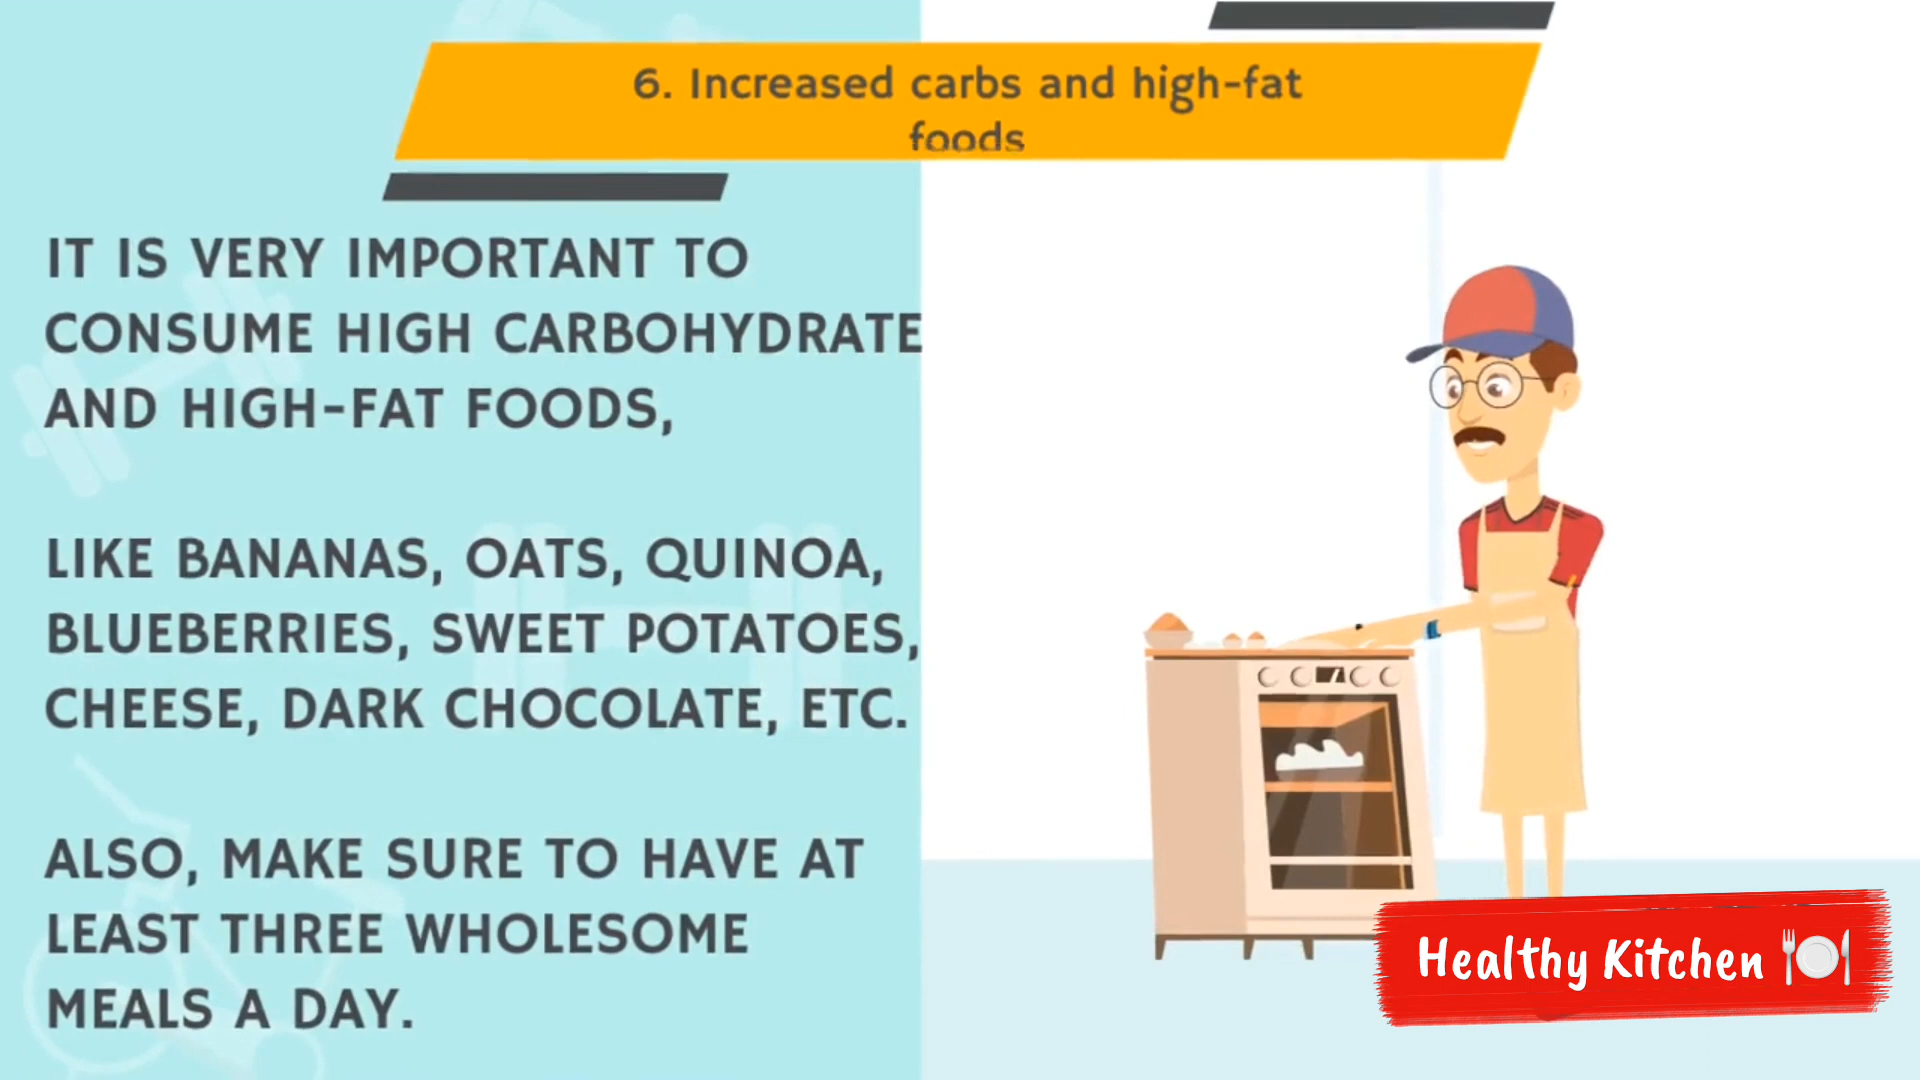 6. Increased carbs and high-fat
foods
IT IS VERY IMPORTANT TO
CONSUME HIGH CARBOHYDRATE
AND HIGH-FAT FOODS,
LIKE BANANAS, OATS, QUINOA,
BLUEBERRIES, SWEET POTATOES,
CHEESE, DARK CHOCOLATE, ETC.
ALSO, MAKE SURE TO HAVE AT
LEAST THREE WHOLESOME
MEALS A DAY.
Healthy Kitchen